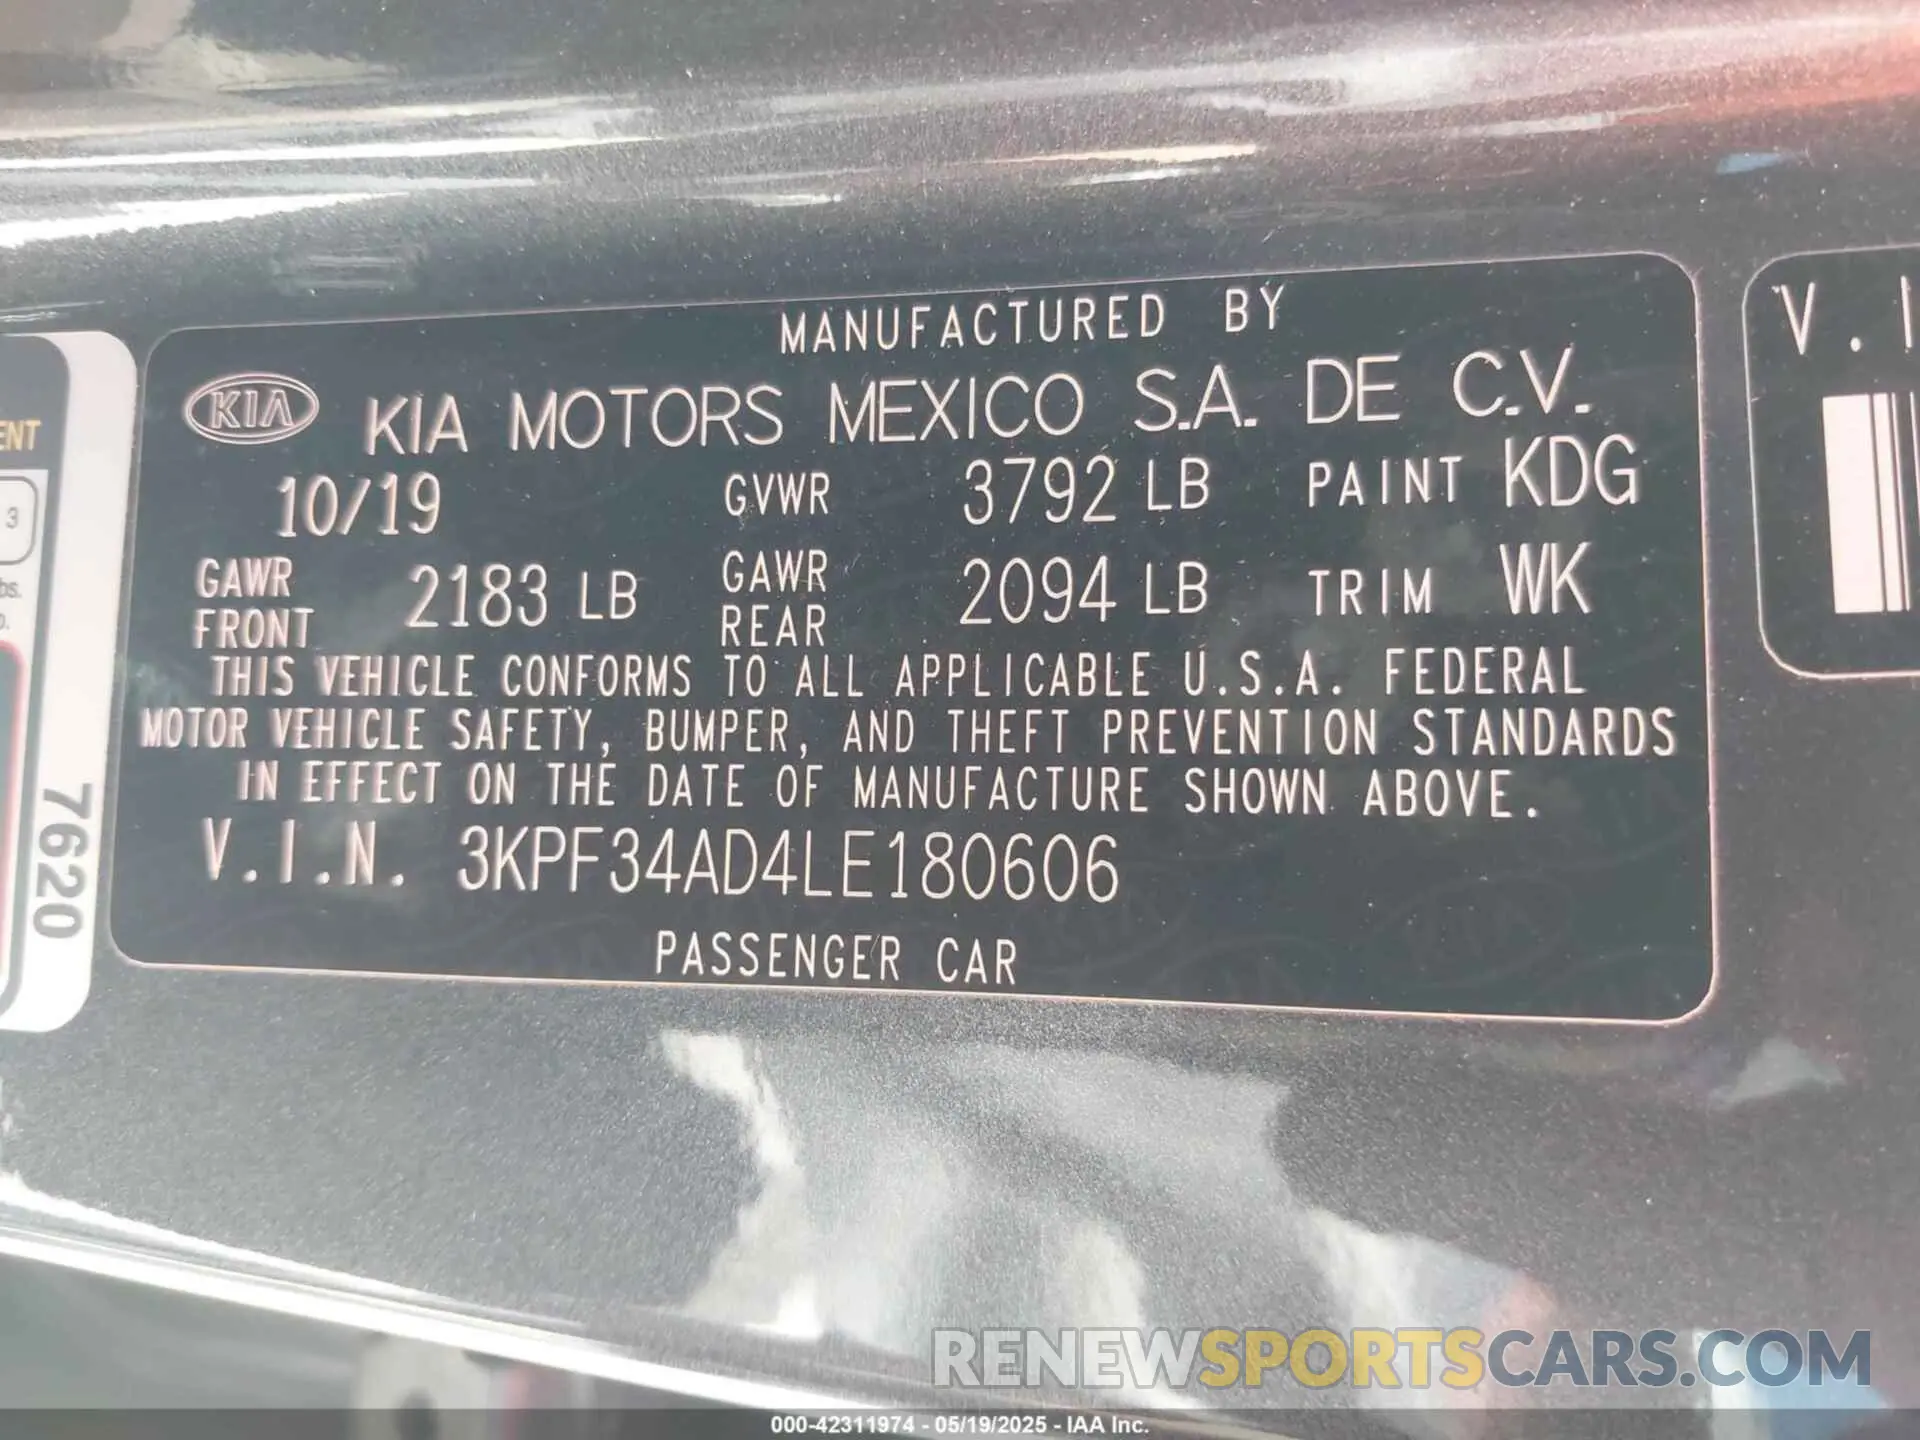 MANUFACTURED BY
KIA KIA MOTORS MEXICO S.A. DE C.V.
10/19 GVWR 3792 LB PAINT KDG
GAWR FRONT 2183 LB GAWR REAR 2094 LB TRIM WK
THIS VEHICLE CONFORMS TO ALL APPLICABLE U.S.A. FEDERAL
MOTOR VEHICLE SAFETY, BUMPER, AND THEFT PREVENTION STANDARDS
IN EFFECT ON THE DATE OF MANUFACTURE SHOWN ABOVE.
V.I.N. 3KPF34AD4LE180606
PASSENGER CAR
ENT
3
7620
V.I
RENEWSPORTSCARS.COM
000-42311974 - 05/19/2025 - IAA Inc.